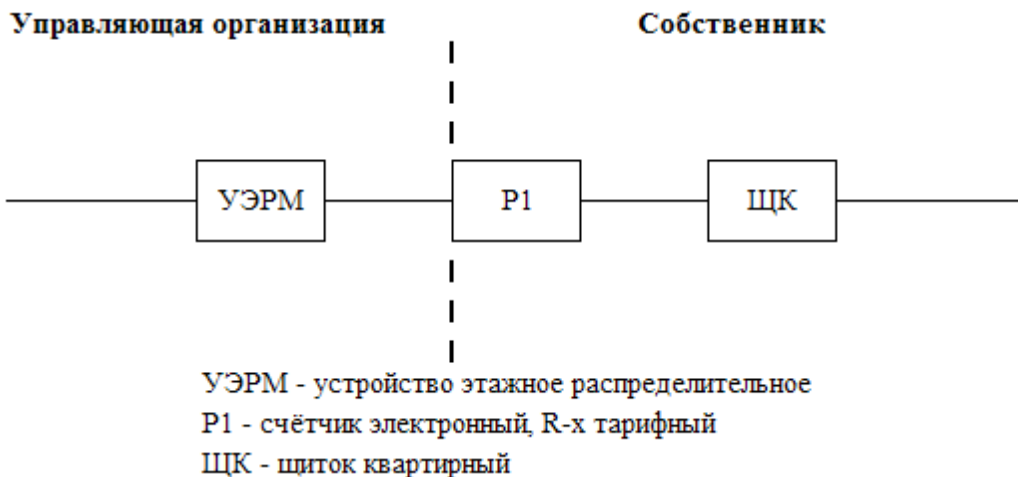 Управляющая организация
Собственник
УЭРМ
Р1
ЩК
УЭРМ - устройство этажное распределительное
Р1 - счётчик электронный, R-х тарифный
ЩК - щиток квартирный